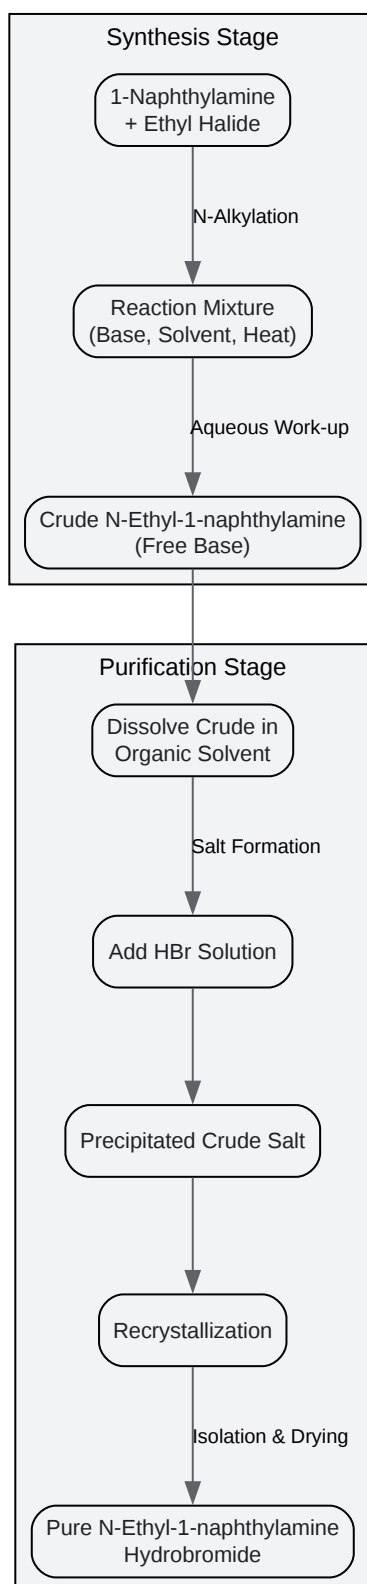 Synthesis Stage
1-Naphthylamine
+ Ethyl Halide
N-Alkylation
Reaction Mixture
(Base, Solvent, Heat)
Aqueous Work-up
Crude N-Ethyl-1-naphthylamine
(Free Base)
Purification Stage
Dissolve Crude in
Organic Solvent
Salt Formation
Add HBr Solution
Precipitated Crude Salt
Recrystallization
Isolation & Drying
Pure N-Ethyl-1-naphthylamine
Hydrobromide